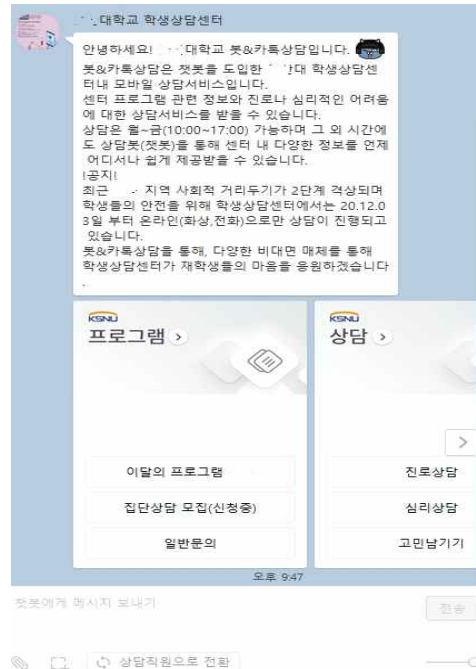 대학교 학생상담센터
안녕하세요! 대학교 봇&카톡상담입니다.
봇&카톡상담은 챗봇을 도입한 대 학생상담센
터내 모바일 상담서비스입니다.
센터 프로그램 관련 정보와 진로나 심리적인 어려움
에 대한 상담서비스를 받을 수 있습니다.
상담은 월~금(10:00~17:00) 가능하며 그 외 시간에
도 상담봇(챗봇)을 통해 센터 내 다양한 정보를 언제
어디서나 쉽게 제공받을 수 있습니다.
!공지!
최근 지역 사회적 거리두기가 2단계 격상되며
학생들의 안전을 위해 학생상담센터에서는 20.12.0
3일 부터 온라인(화상,전화)으로만 상담이 진행되고
있습니다.
봇&카톡상담을 통해, 다양한 비대면 매체를 통해
학생상담센터가 재학생들의 마음을 응원하겠습니다
.
KSNU
프로그램
이달의 프로그램
집단상담 모집(신청중)
일반문의
KSNU
상담
진로상담
심리상담
고민남기기
오후 9:47
챗봇에게 메시지 보내기
전송
상담직원으로 전환